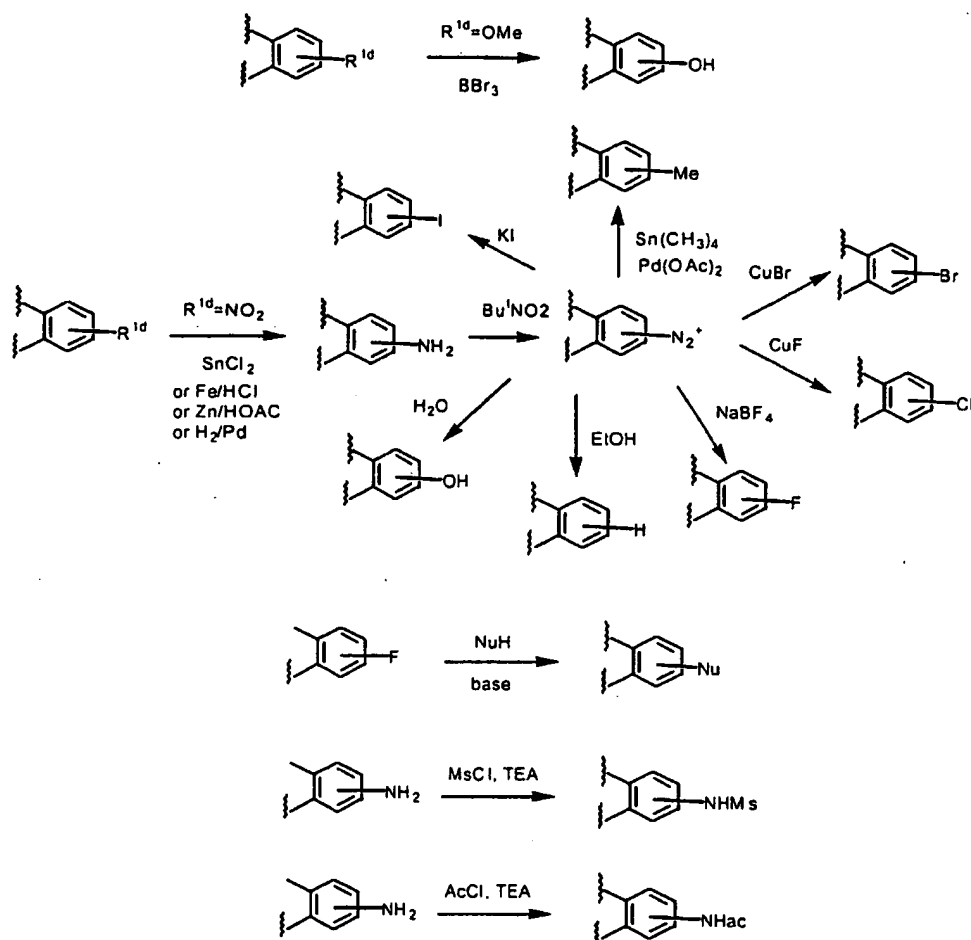 R¹ᵈ=OMe
R¹ᵈ
BBr₃
OH
Me
I
KI
Sn(CH₃)₄
Pd(OAc)₂
CuBr
Br
R¹ᵈ
R¹ᵈ=NO₂
SnCl₂
or Fe/HCl
or Zn/HOAC
or H₂/Pd
NH₂
BuᵗNO2
N₂⁺
CuF
Cl
H₂O
OH
EtOH
H
NaBF₄
F
F
NuH
base
Nu
NH₂
MsCl, TEA
NHMs
NH₂
AcCl, TEA
NHac